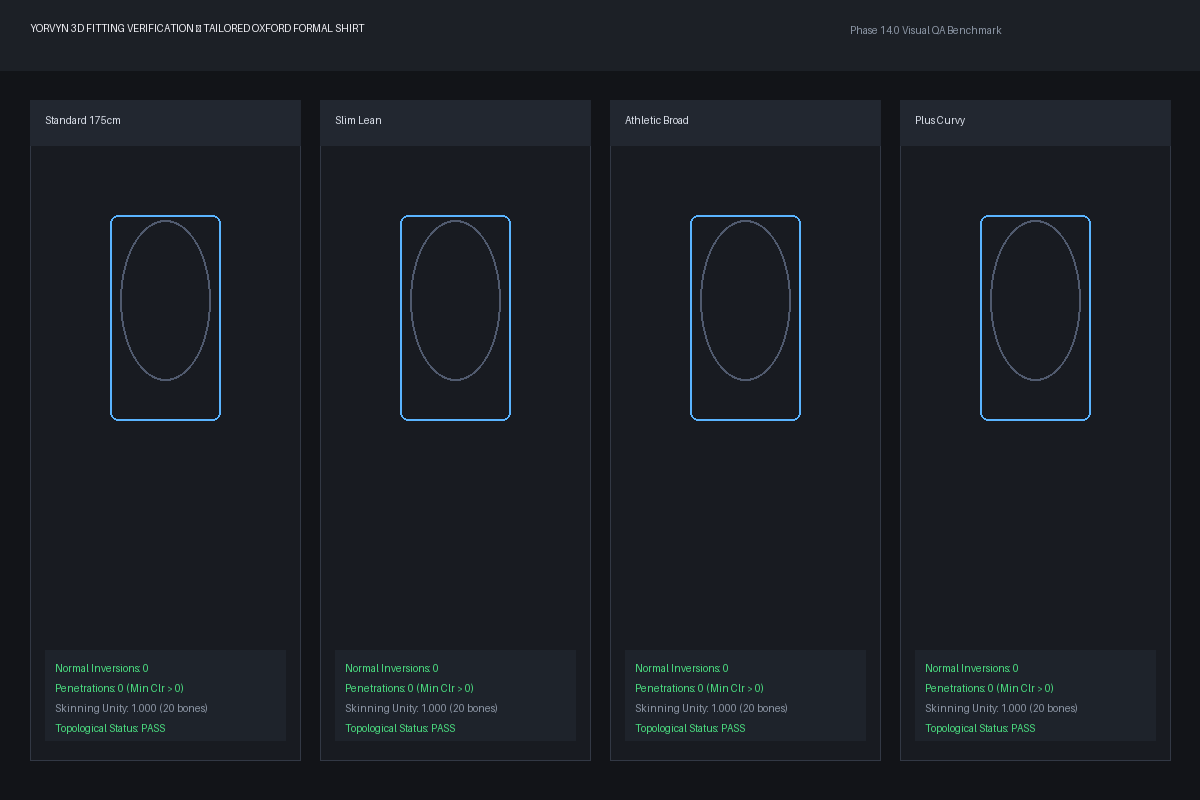 YORVYN 3D FITTING VERIFICATION ▯ TAILORED OXFORD FORMAL SHIRT
Phase 14.0 Visual QA Benchmark
Standard 175cm
Slim Lean
Athletic Broad
Plus Curvy
Normal Inversions: 0
Penetrations: 0 (Min Clr > 0)
Skinning Unity: 1.000 (20 bones)
Topological Status: PASS
Normal Inversions: 0
Penetrations: 0 (Min Clr > 0)
Skinning Unity: 1.000 (20 bones)
Topological Status: PASS
Normal Inversions: 0
Penetrations: 0 (Min Clr > 0)
Skinning Unity: 1.000 (20 bones)
Topological Status: PASS
Normal Inversions: 0
Penetrations: 0 (Min Clr > 0)
Skinning Unity: 1.000 (20 bones)
Topological Status: PASS